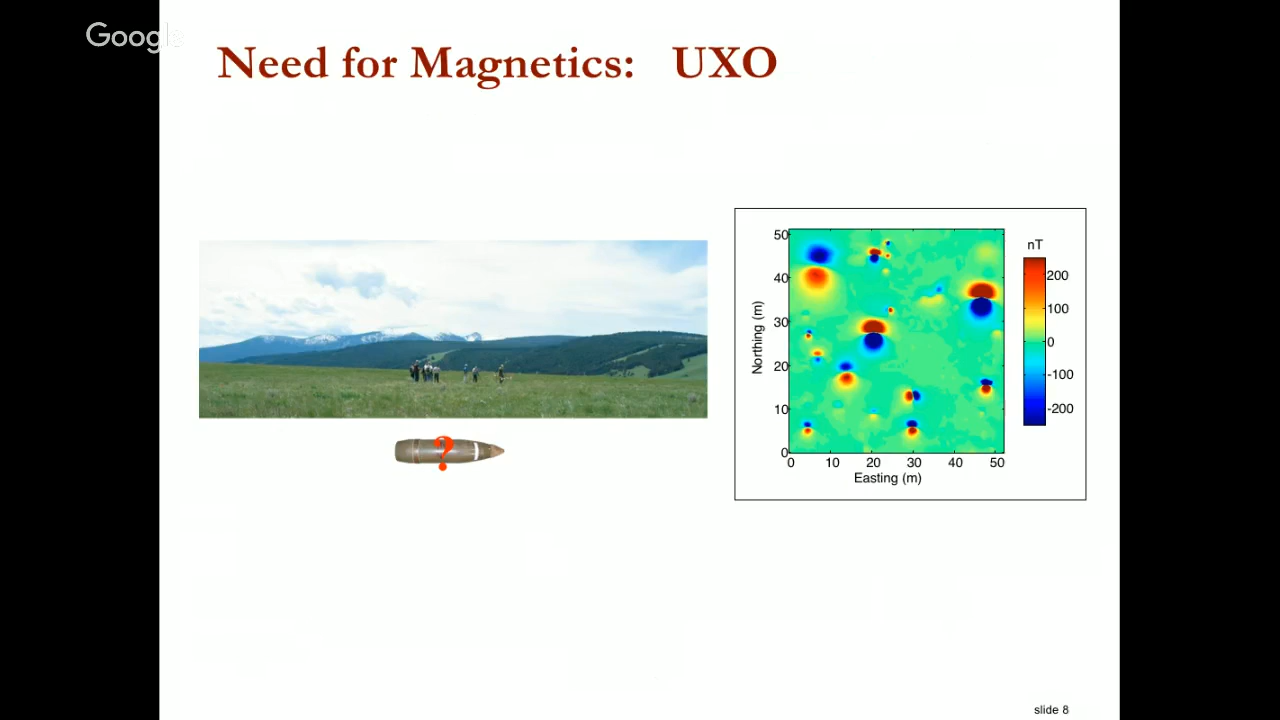 Google
Need for Magnetics: UXO
?
nT
50
40
30
20
10
0
Northing (m)
0 10 20 30 40 50
Easting (m)
200
100
0
-100
-200
slide 8